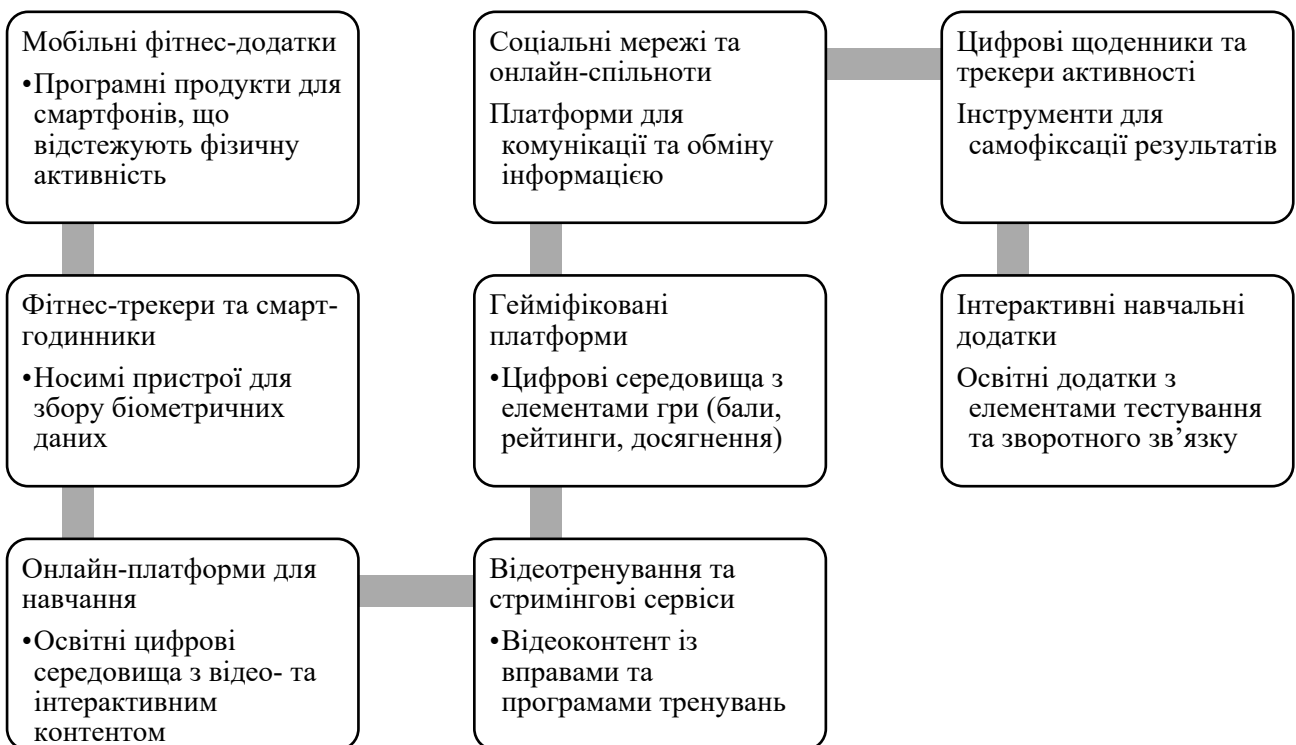 Мобільні фітнес-додатки
•Програмні продукти для
смартфонів, що
відстежують фізичну
активність
Фітнес-трекери та смарт-
годинники
•Носимі пристрої для
збору біометричних
даних
Онлайн-платформи для
навчання
•Освітні цифрові
середовища з відео- та
інтерактивним
контентом
Відеотренування та
стримінгові сервіси
•Відеоконтент із
вправами та
програмами тренувань
Гейміфіковані
платформи
•Цифрові середовища з
елементами гри (бали,
рейтинги, досягнення)
Соціальні мережі та
онлайн-спільноти
Платформи для
комунікації та обміну
інформацією
Цифрові щоденники та
трекери активності
Інструменти для
самофіксації результатів
Інтерактивні навчальні
додатки
Освітні додатки з
елементами тестування
та зворотного зв’язку